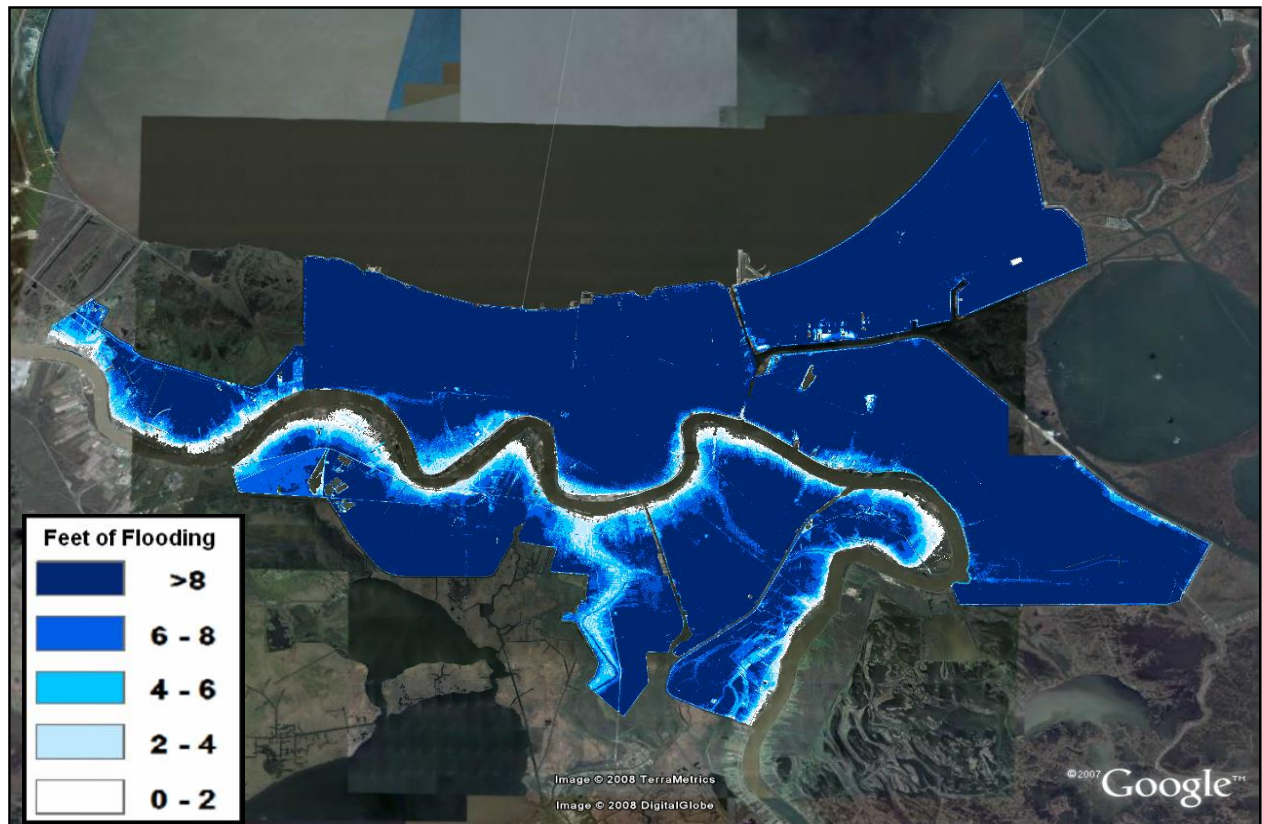 Feet of Flooding
>8
6 - 8
4 - 6
2 - 4
0 - 2
Image © 2008 TerraMetrics
Image © 2008 DigitalGlobe
©2007 Google™